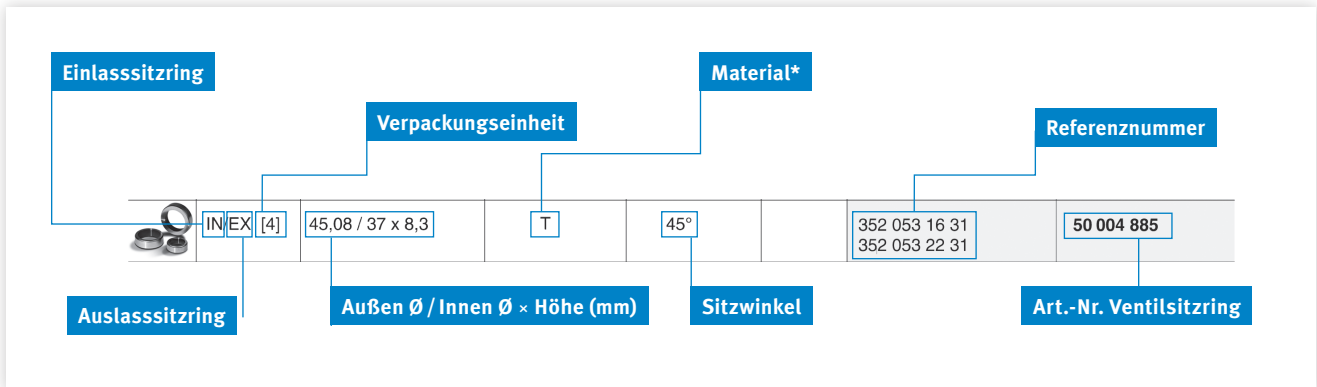 Einlasssitzring
Material*
Verpackungseinheit
Referenznummer
IN/EX [4] 45,08 / 37 x 8,3 T 45° 352 053 16 31 50 004 885
352 053 22 31
Auslasssitzring
Außen Ø / Innen Ø × Höhe (mm)
Sitzwinkel
Art.-Nr. Ventilsitzring